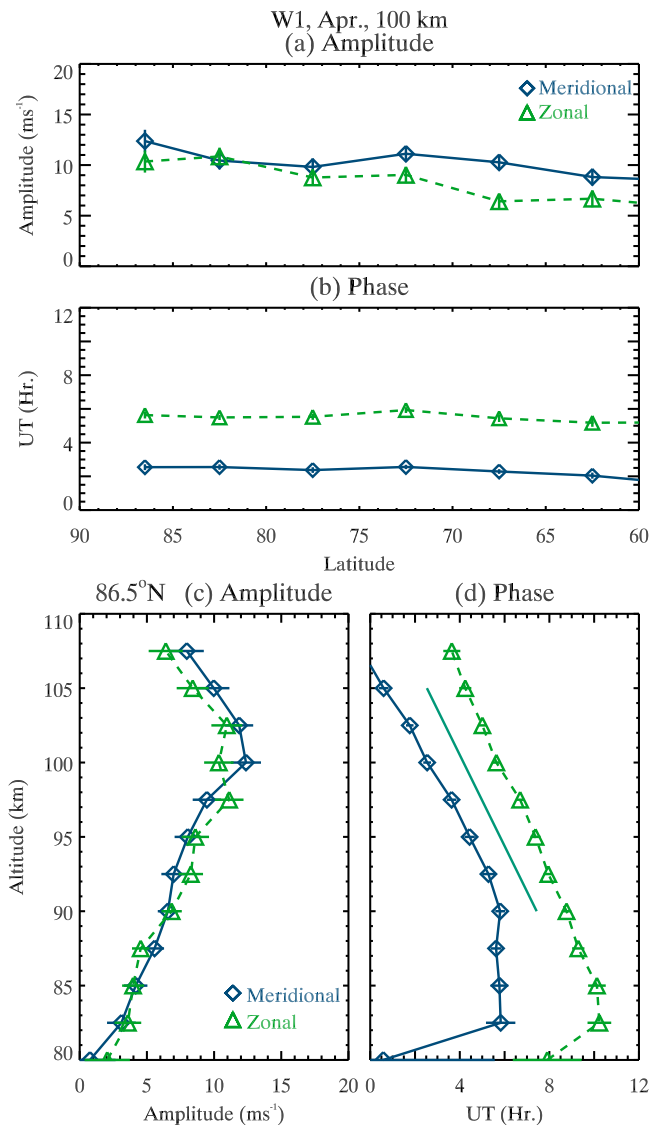 W1, Apr., 100 km
(a) Amplitude
20
15
10
5
0
Amplitude (ms⁻¹)
Meridional
Zonal
(b) Phase
12
8
4
0
UT (Hr.)
90 85 80 75 70 65 60
Latitude
86.5°N (c) Amplitude
(d) Phase
110
105
100
95
90
85
80
Altitude (km)
Meridional
Zonal
0 5 10 15 20
Amplitude (ms⁻¹)
0 4 8 12
UT (Hr.)